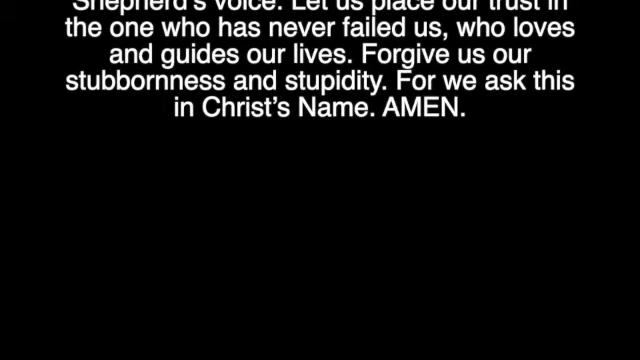 Shepherd's voice. Let us place our trust in
the one who has never failed us, who loves
and guides our lives. Forgive us our
stubbornness and stupidity. For we ask this
in Christ's Name. AMEN.